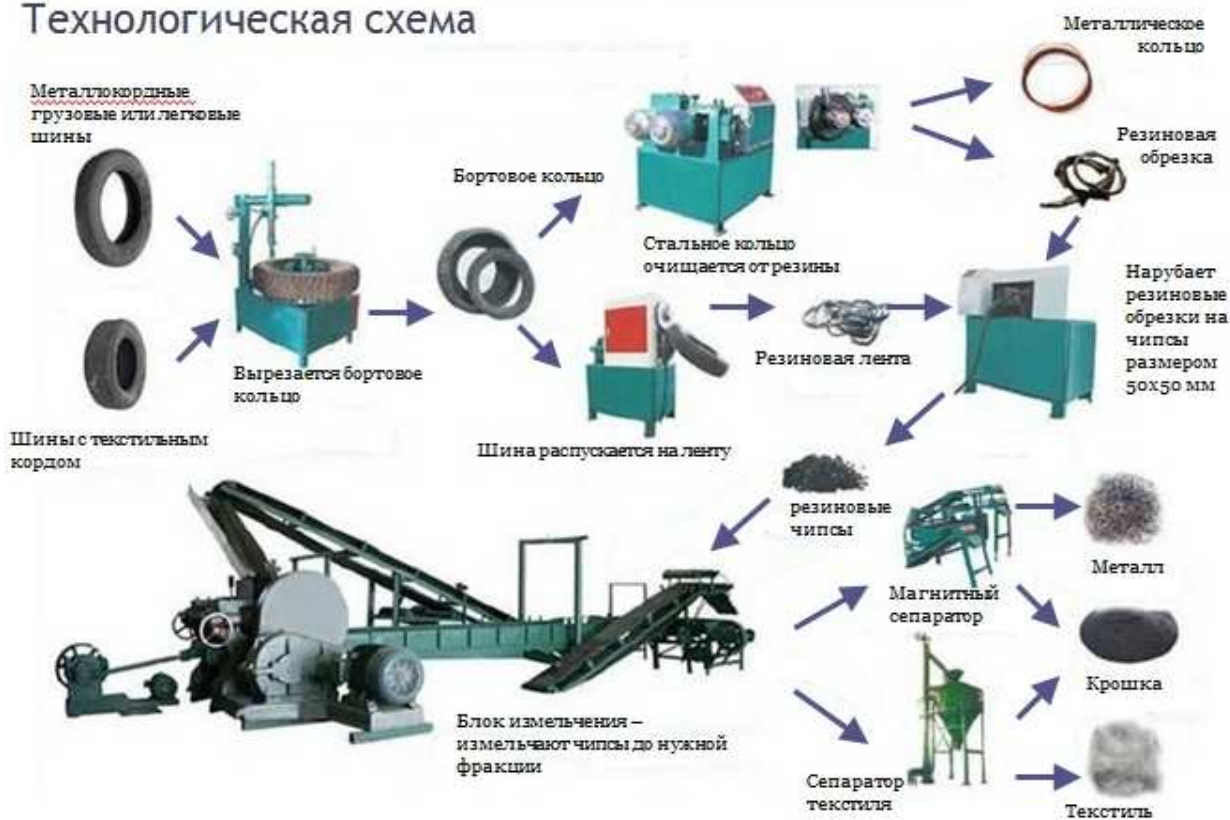 Технологическая схема
Металлическое
кольцо
Металлокордные
грузовые или легковые
шины
Резиновая
обрезка
Бортовое кольцо
Стальное кольцо
очищается от резины
Нарубает
резиновые
обрезки на
чипсы
размером
50х50 мм
Резиновая лента
Вырезается бортовое
кольцо
Шины с текстильным
кордом
Шина распускается на ленту
резиновые
чипсы
Металл
Магнитный
сепаратор
Крошка
Блок измельчения –
измельчают чипсы до нужной
фракции
Сепаратор
текстиля
Текстиль